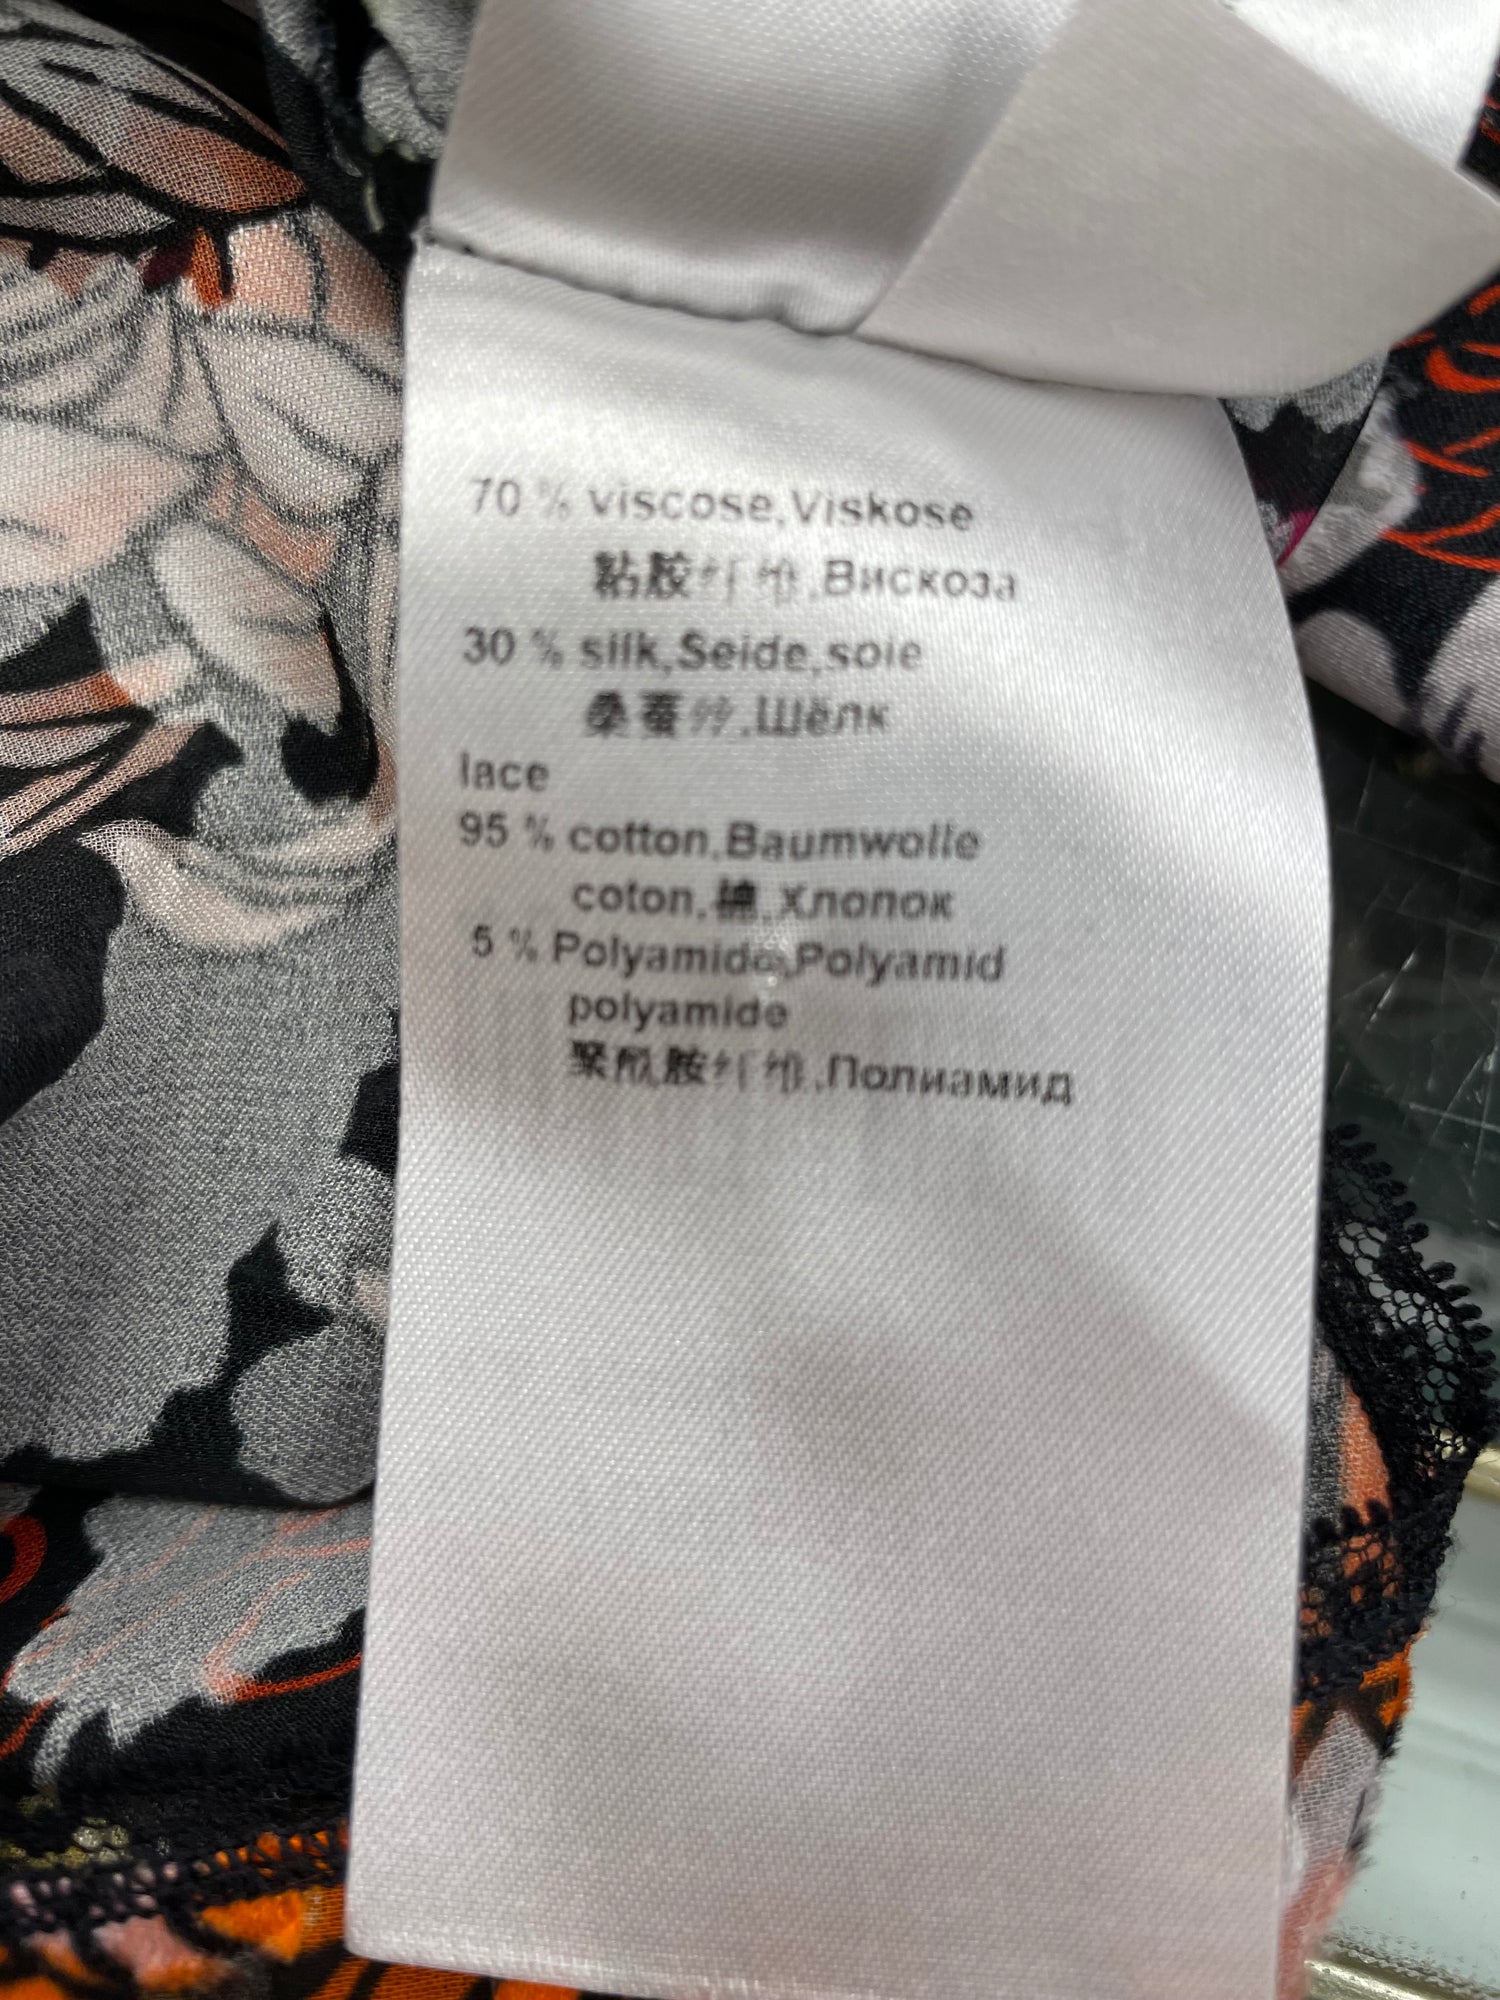 70 % viscose,Viskose
粘胶纤维,Вискоза
30 % silk,Seide,soie
桑蚕丝,Шёлк
lace
95 % cotton,Baumwolle
coton,棉,Хлопок
5 % Polyamide,Polyamid
polyamide
聚酰胺纤维,Полиамид